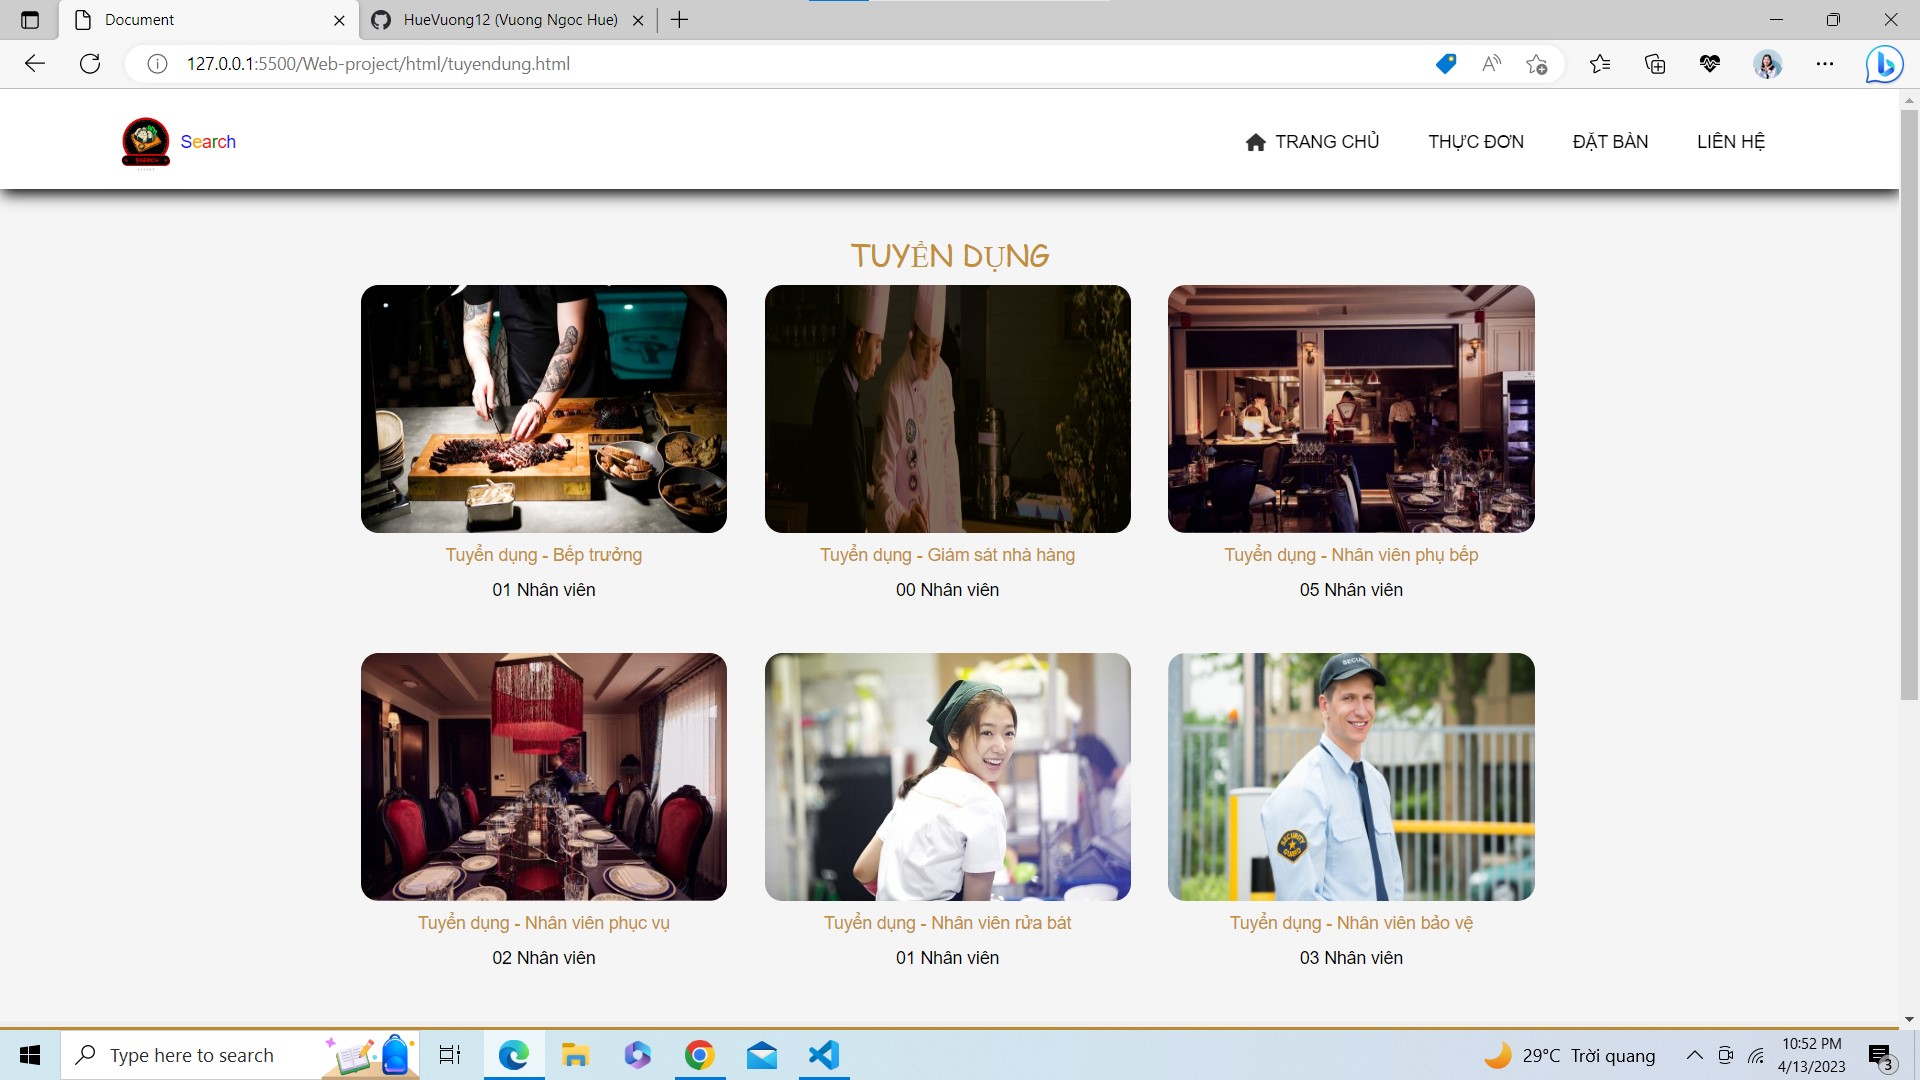 Document
HueVuong12 (Vuong Ngoc Hue)
127.0.0.1:5500/Web-project/html/tuyendung.html
SEARCH
Search
TRANG CHỦ
THỰC ĐƠN
ĐẶT BÀN
LIÊN HỆ
TUYỂN DỤNG
Tuyển dụng - Bếp trưởng
01 Nhân viên
Tuyển dụng - Giám sát nhà hàng
00 Nhân viên
Tuyển dụng - Nhân viên phụ bếp
05 Nhân viên
Tuyển dụng - Nhân viên phục vụ
02 Nhân viên
Tuyển dụng - Nhân viên rửa bát
01 Nhân viên
SECURITY
GUARD
Tuyển dụng - Nhân viên bảo vệ
03 Nhân viên
Type here to search
29°C Trời quang
10:52 PM
4/13/2023
3